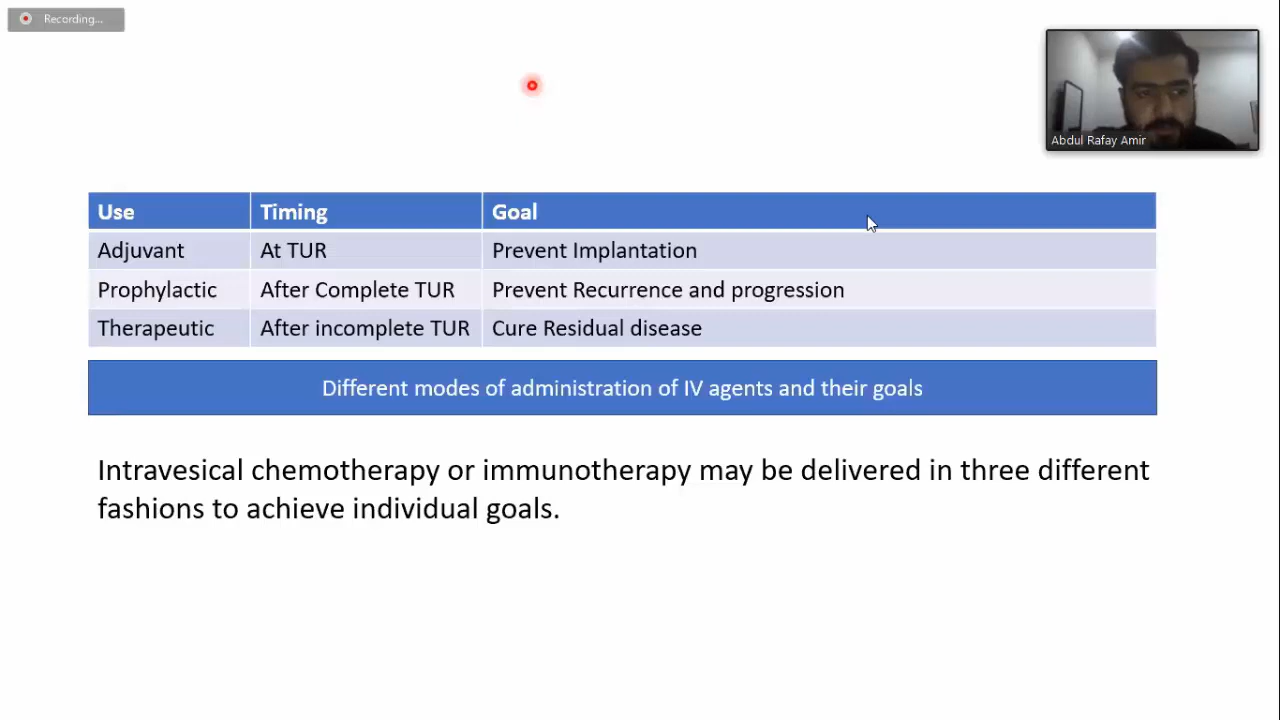 Recording...
Abdul Rafay Amir
Use Timing Goal
Adjuvant At TUR Prevent Implantation
Prophylactic After Complete TUR Prevent Recurrence and progression
Therapeutic After incomplete TUR Cure Residual disease
Different modes of administration of IV agents and their goals
Intravesical chemotherapy or immunotherapy may be delivered in three different
fashions to achieve individual goals.